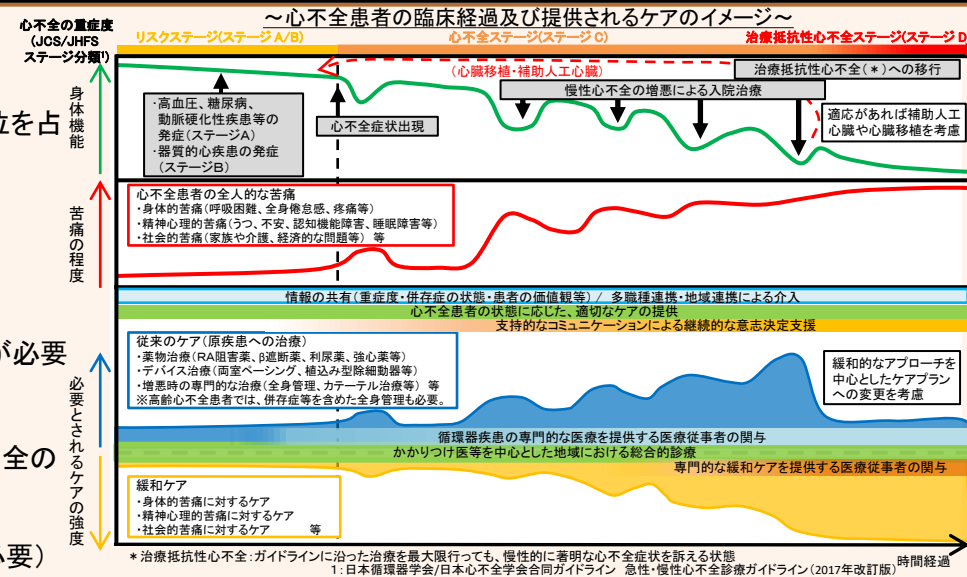 ～心不全患者の臨床経過及び提供されるケアのイメージ～
心不全の重症度
(JCS/JHFS
ステージ分類¹⁾)
リスクステージ(ステージ A/B)
心不全ステージ(ステージ C)
治療抵抗性心不全ステージ(ステージ D
身体機能
(心臓移植・補助人工心臓)
治療抵抗性心不全(*)への移行
慢性心不全の増悪による入院治療
・高血圧、糖尿病、
動脈硬化性疾患等の
発症(ステージA)
・器質的心疾患の発症
(ステージB)
心不全症状出現
適応があれば補助人工
心臓や心臓移植を考慮
位を占
苦痛の程度
心不全患者の全人的な苦痛
・身体的苦痛(呼吸困難、全身倦怠感、疼痛等)
・精神心理的苦痛(うつ、不安、認知機能障害、睡眠障害等)
・社会的苦痛(家族や介護、経済的な問題等) 等
情報の共有(重症度・併存症の状態・患者の価値観等) / 多職種連携・地域連携による介入
心不全患者の状態に応じた、適切なケアの提供
支持的なコミュニケーションによる継続的な意志決定支援
が必要
必要とされるケアの強度
従来のケア(原疾患への治療)
・薬物治療(RA阻害薬、β遮断薬、利尿薬、強心薬等)
・デバイス治療(両室ペーシング、植込み型除細動器等)
・増悪時の専門的な治療(全身管理、カテーテル治療等) 等
※高齢心不全患者では、併存症等を含めた全身管理も必要。
緩和的なアプローチを
中心としたケアプラン
への変更を考慮
循環器疾患の専門的な医療を提供する医療従事者の関与
かかりつけ医等を中心とした地域における総合的診療
専門的な緩和ケアを提供する医療従事者の関与
全の
緩和ケア
・身体的苦痛に対するケア
・精神心理的苦痛に対するケア
・社会的苦痛に対するケア 等
必要)
*治療抵抗性心不全:ガイドラインに沿った治療を最大限行っても、慢性的に著明な心不全症状を訴える状態
時間経過
1:日本循環器学会/日本心不全学会合同ガイドライン 急性・慢性心不全診療ガイドライン(2017年改訂版)